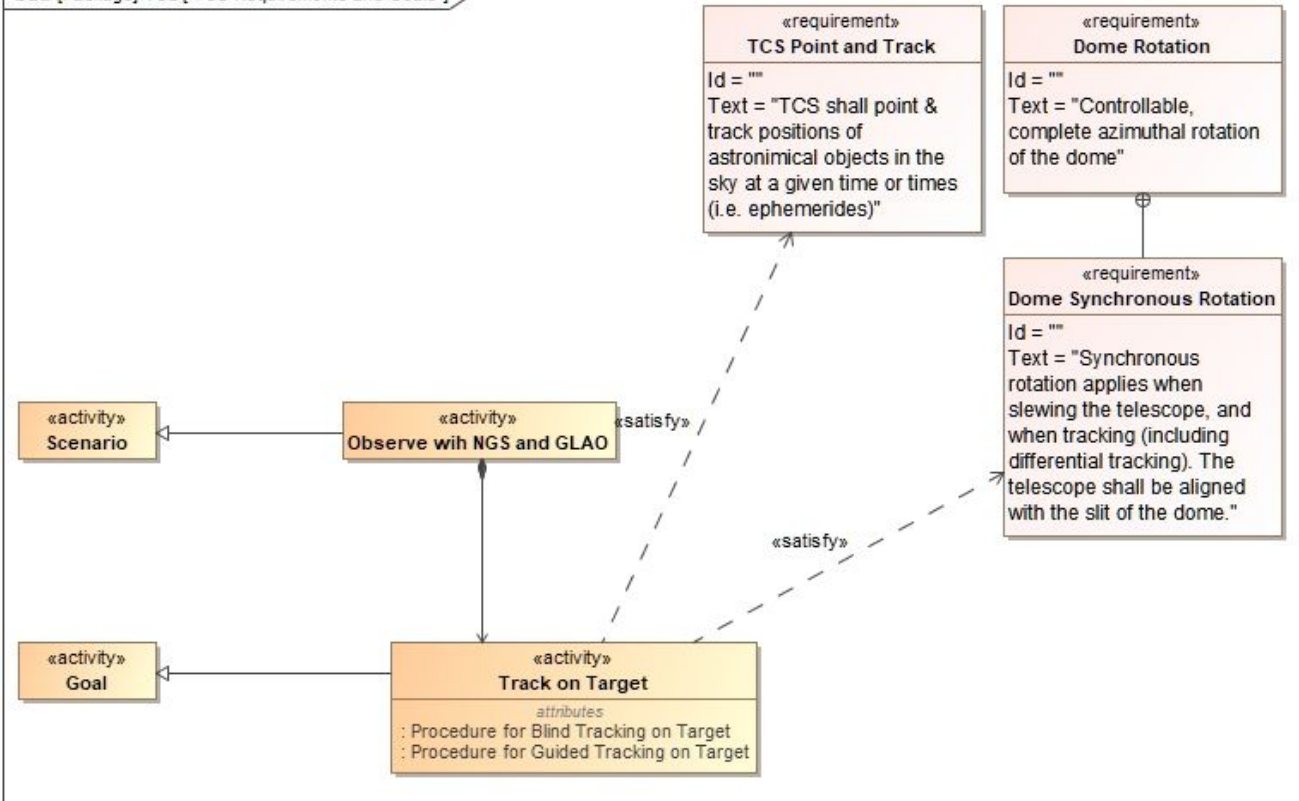 «requirement»
TCS Point and Track
Id = ""
Text = "TCS shall point &
track positions of
astronimical objects in the
sky at a given time or times
(i.e. ephemerides)"
«requirement»
Dome Rotation
Id = ""
Text = "Controllable,
complete azimuthal rotation
of the dome"
«requirement»
Dome Synchronous Rotation
Id = ""
Text = "Synchronous
rotation applies when
slewing the telescope, and
when tracking (including
differential tracking). The
telescope shall be aligned
with the slit of the dome."
«activity»
Scenario
«activity»
Observe wih NGS and GLAO
«satisfy»
«satisfy»
«activity»
Goal
«activity»
Track on Target
attributes
: Procedure for Blind Tracking on Target
: Procedure for Guided Tracking on Target